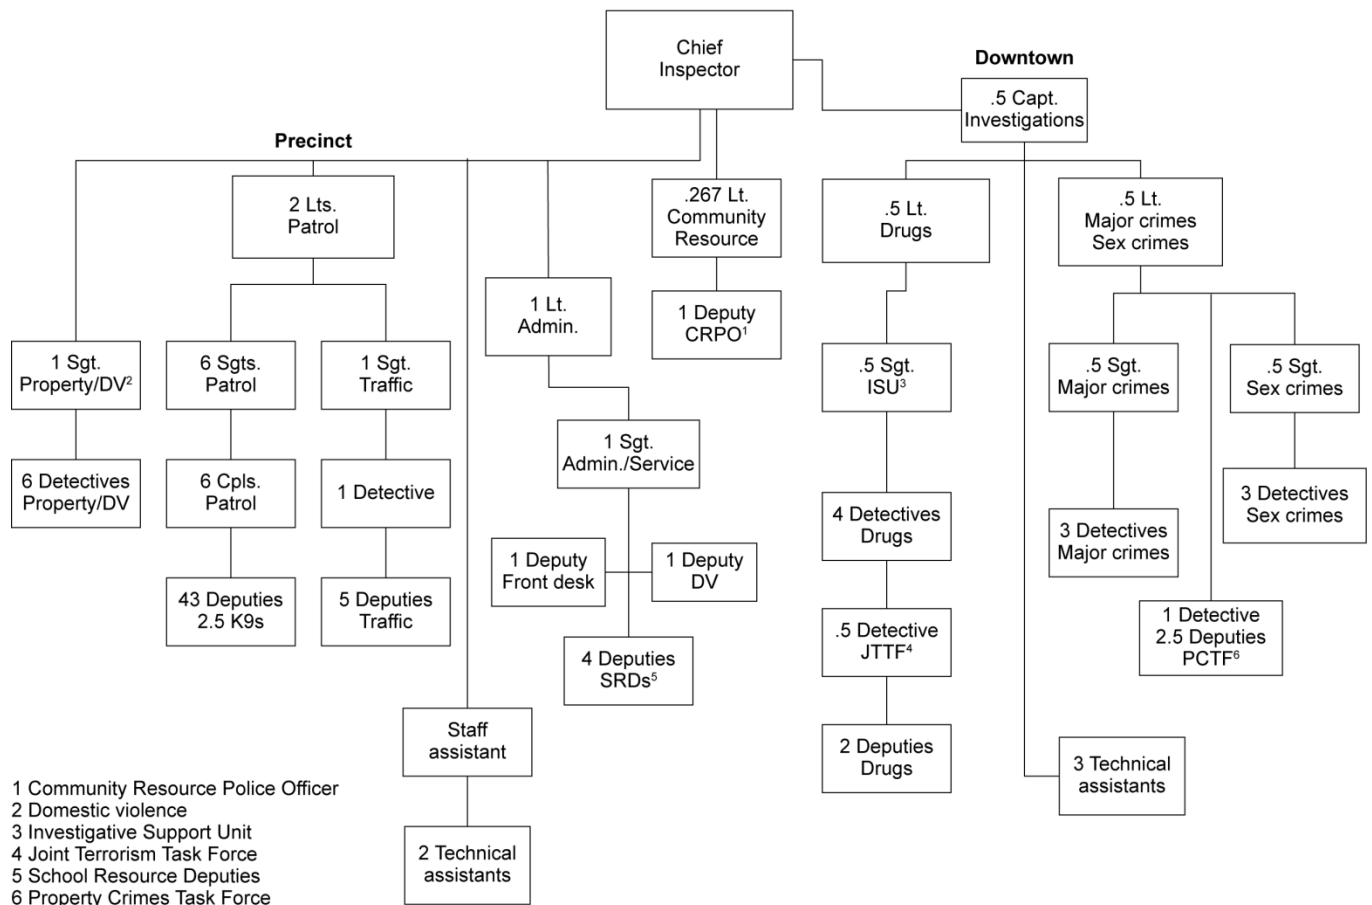 Chief
Inspector
Downtown
.5 Capt.
Investigations
Precinct
2 Lts.
Patrol
.267 Lt.
Community
Resource
.5 Lt.
Drugs
.5 Lt.
Major crimes
Sex crimes
1 Lt.
Admin.
1 Deputy
CRPO¹
1 Sgt.
Property/DV²
6 Sgts.
Patrol
1 Sgt.
Traffic
.5 Sgt.
ISU³
.5 Sgt.
Major crimes
.5 Sgt.
Sex crimes
1 Sgt.
Admin./Service
6 Detectives
Property/DV
6 Cpls.
Patrol
1 Detective
4 Detectives
Drugs
3 Detectives
Major crimes
3 Detectives
Sex crimes
1 Deputy
Front desk
1 Deputy
DV
43 Deputies
2.5 K9s
5 Deputies
Traffic
4 Deputies
SRDs⁵
.5 Detective
JTTF⁴
1 Detective
2.5 Deputies
PCTF⁶
Staff
assistant
2 Deputies
Drugs
3 Technical
assistants
2 Technical
assistants
1 Community Resource Police Officer
2 Domestic violence
3 Investigative Support Unit
4 Joint Terrorism Task Force
5 School Resource Deputies
6 Property Crimes Task Force